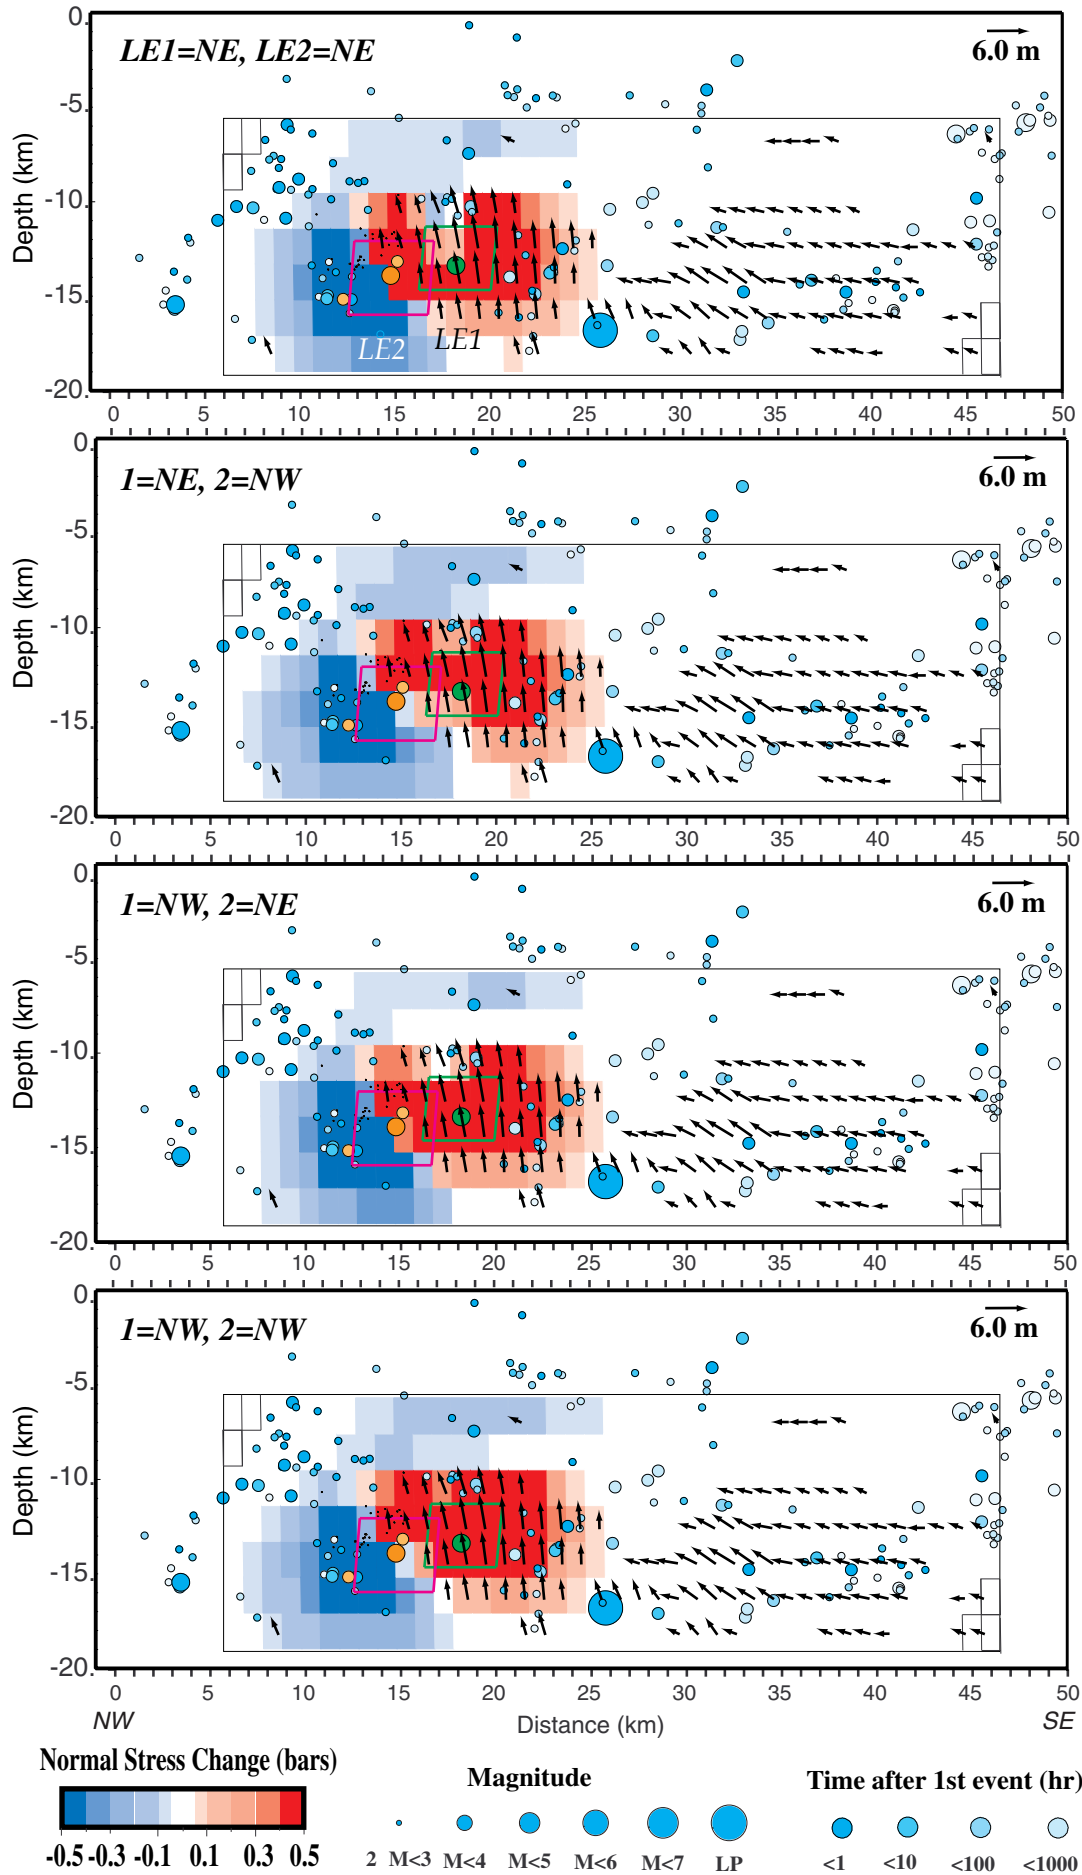 LE1=NE, LE2=NE
6.0 m
0.
-5.
-10.
-15.
-20.
Depth (km)
LE2
LE1
0 5 10 15 20 25 30 35 40 45 50
1=NE, 2=NW
6.0 m
0.
-5.
-10.
-15.
-20.
Depth (km)
0 5 10 15 20 25 30 35 40 45 50
1=NW, 2=NE
6.0 m
0.
-5.
-10.
-15.
-20.
Depth (km)
0 5 10 15 20 25 30 35 40 45 50
1=NW, 2=NW
6.0 m
0.
-5.
-10.
-15.
-20.
Depth (km)
0 5 10 15 20 25 30 35 40 45 50
NW Distance (km) SE
Normal Stress Change (bars)
-0.5 -0.3 -0.1 0.1 0.3 0.5
Magnitude
2 M<3 M<4 M<5 M<6 M<7 LP
Time after 1st event (hr)
<1 <10 <100 <1000